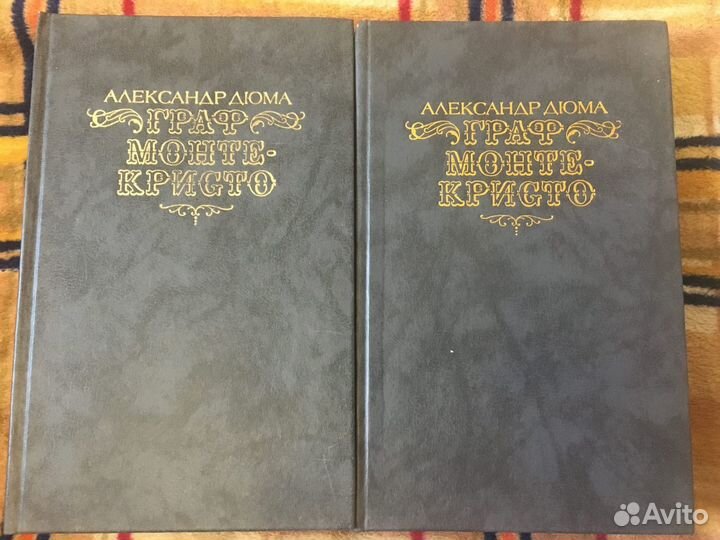 АЛЕКСАНДР ДЮМА
ГРАФ
МОНТЕ-
КРИСТО
АЛЕКСАНДР ДЮМА
ГРАФ
МОНТЕ-
КРИСТО
Avito